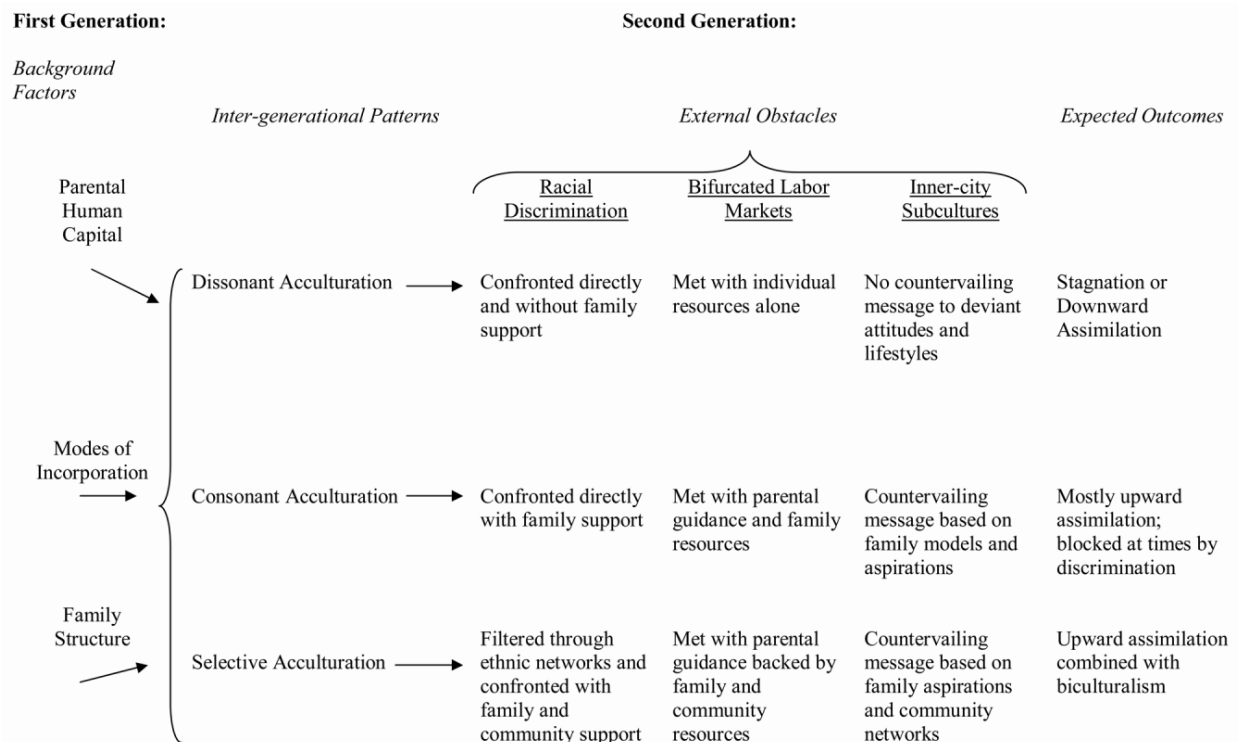 First Generation:
Second Generation:
Background
Factors
Inter-generational Patterns
External Obstacles
Expected Outcomes
Parental
Human
Capital
Racial
Discrimination
Bifurcated Labor
Markets
Inner-city
Subcultures
Dissonant Acculturation
Confronted directly
and without family
support
Met with individual
resources alone
No countervailing
message to deviant
attitudes and
lifestyles
Stagnation or
Downward
Assimilation
Modes of
Incorporation
Consonant Acculturation
Confronted directly
with family support
Met with parental
guidance and family
resources
Countervailing
message based on
family models and
aspirations
Mostly upward
assimilation;
blocked at times by
discrimination
Family
Structure
Selective Acculturation
Filtered through
ethnic networks and
confronted with
family and
community support
Met with parental
guidance backed by
family and
community
resources
Countervailing
message based on
family aspirations
and community
networks
Upward assimilation
combined with
biculturalism